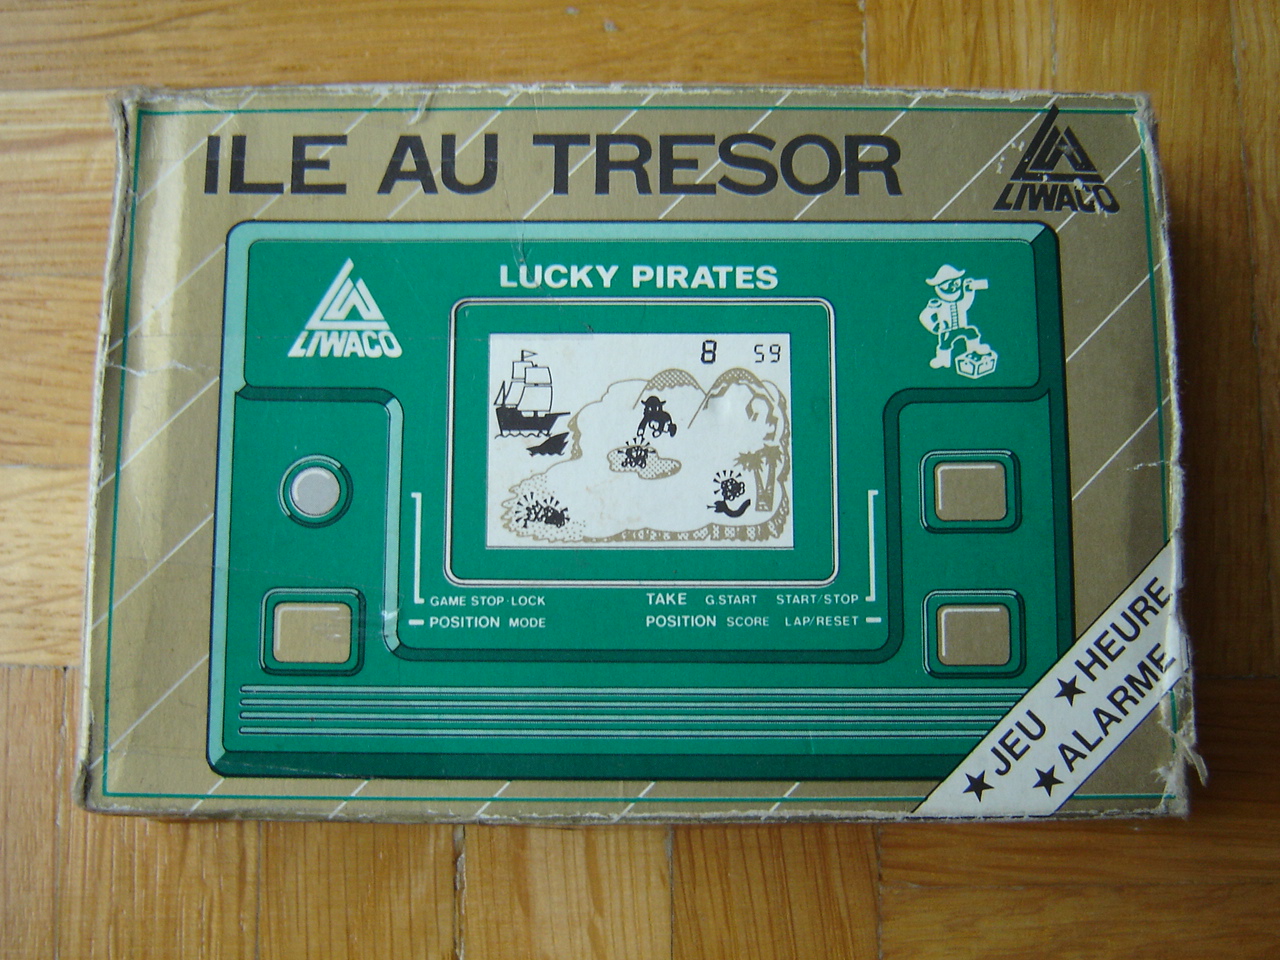 ILE AU TRESOR
LIWACO
LUCKY PIRATES
LIWACO
8 59
GAME STOP·LOCK
POSITION MODE
TAKE G.START START/STOP
POSITION SCORE LAP/RESET
★JEU ★HEURE
★ALARME